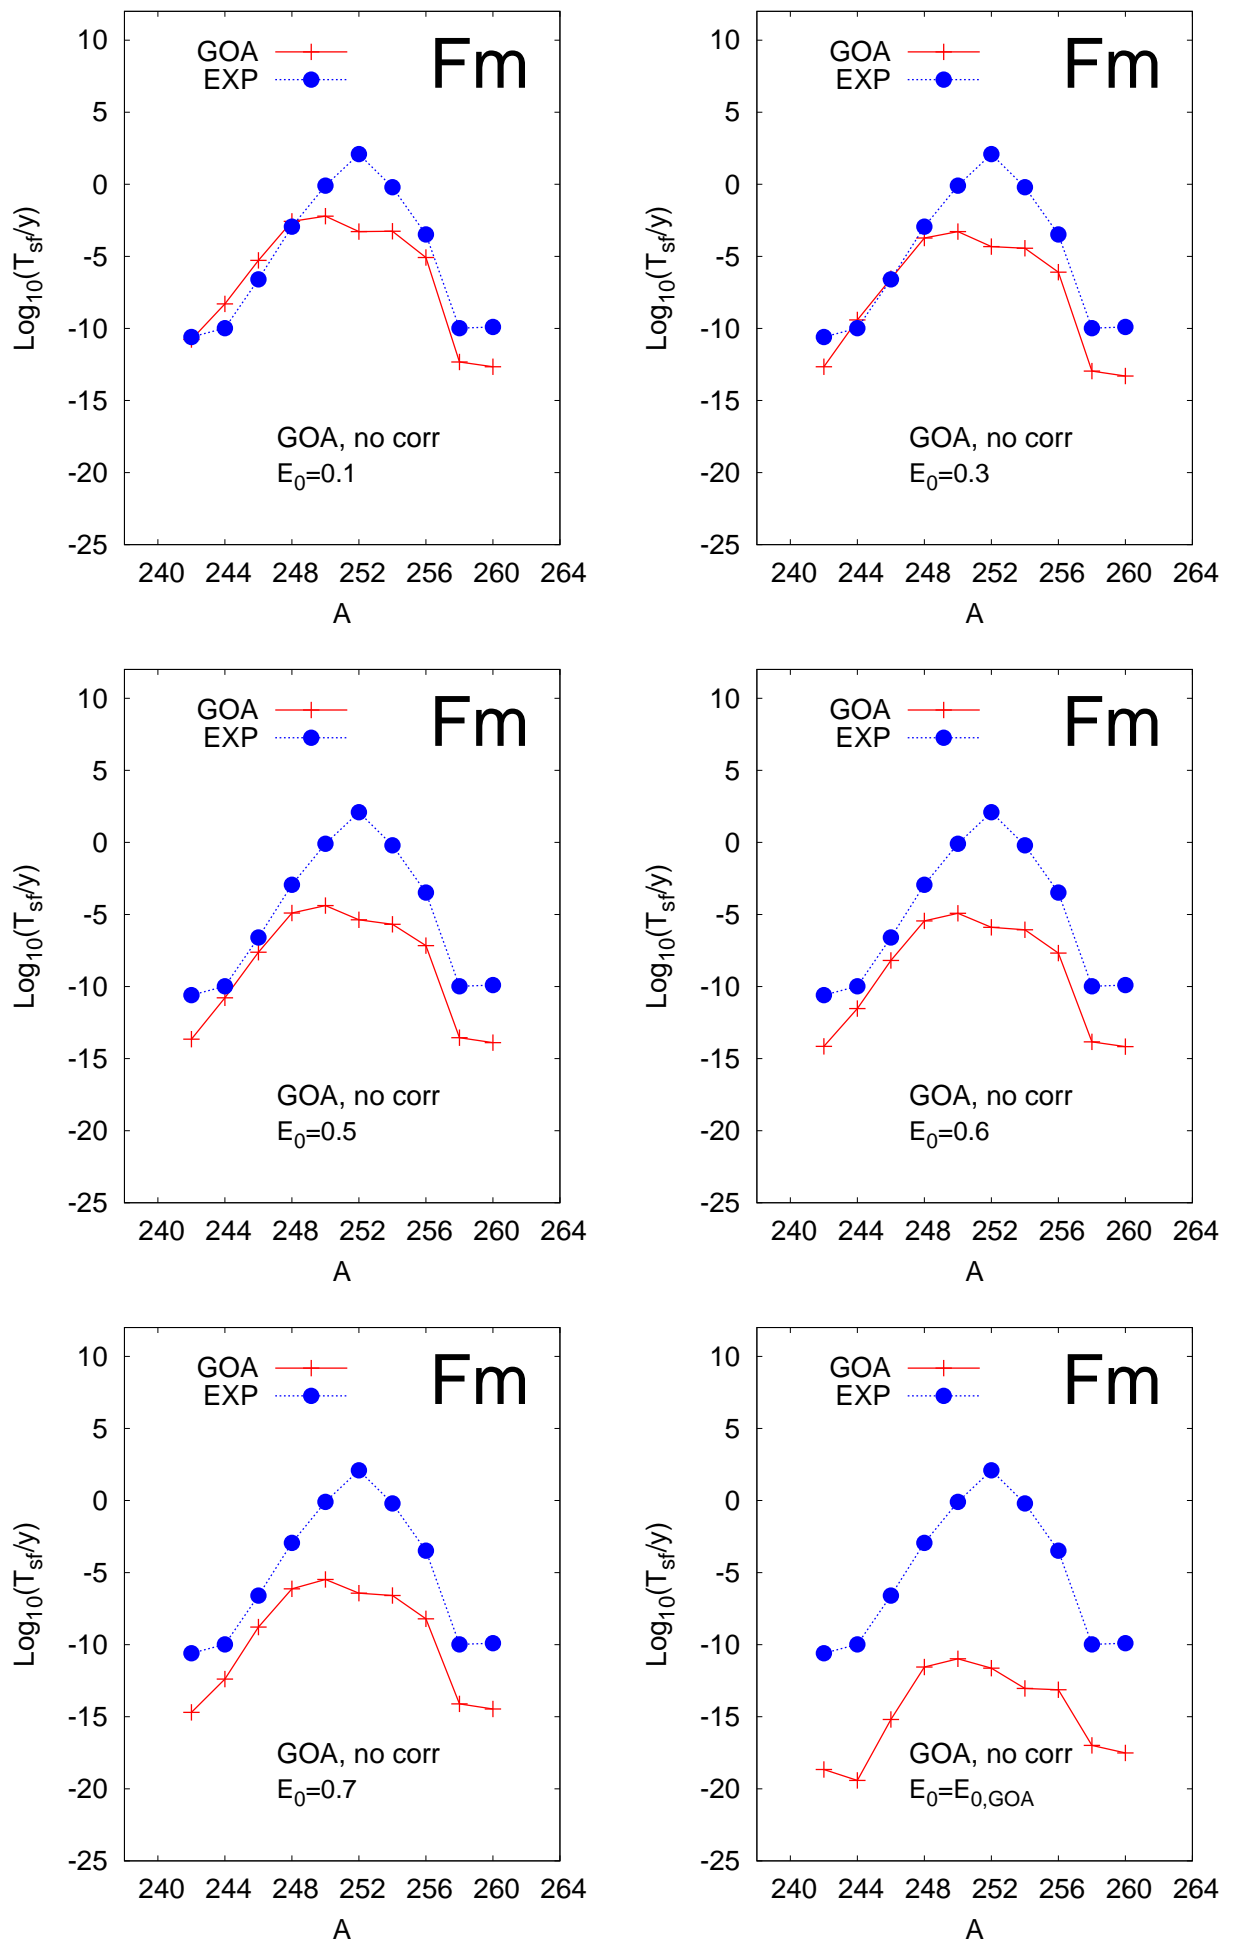 GOA
EXP
Fm
10
5
0
-5
-10
-15
-20
-25
Log10(Tsf/y)
GOA, no corr
E0=0.1
240 244 248 252 256 260 264
A
GOA
EXP
Fm
10
5
0
-5
-10
-15
-20
-25
Log10(Tsf/y)
GOA, no corr
E0=0.3
240 244 248 252 256 260 264
A
GOA
EXP
Fm
10
5
0
-5
-10
-15
-20
-25
Log10(Tsf/y)
GOA, no corr
E0=0.5
240 244 248 252 256 260 264
A
GOA
EXP
Fm
10
5
0
-5
-10
-15
-20
-25
Log10(Tsf/y)
GOA, no corr
E0=0.6
240 244 248 252 256 260 264
A
GOA
EXP
Fm
10
5
0
-5
-10
-15
-20
-25
Log10(Tsf/y)
GOA, no corr
E0=0.7
240 244 248 252 256 260 264
A
GOA
EXP
Fm
10
5
0
-5
-10
-15
-20
-25
Log10(Tsf/y)
GOA, no corr
E0=E0,GOA
240 244 248 252 256 260 264
A